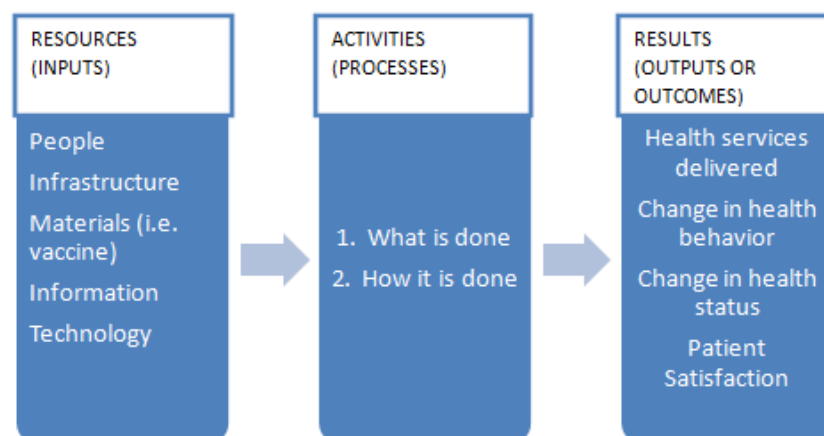 RESOURCES
(INPUTS)
People
Infrastructure
Materials (i.e.
vaccine)
Information
Technology
ACTIVITIES
(PROCESSES)
1. What is done
2. How it is done
RESULTS
(OUTPUTS OR
OUTCOMES)
Health services
delivered
Change in health
behavior
Change in health
status
Patient
Satisfaction